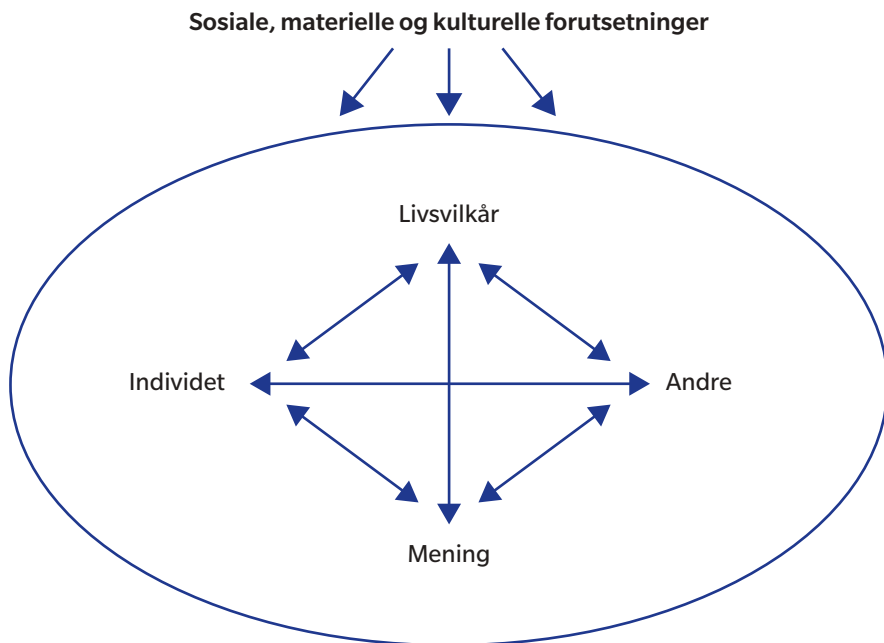 Sosiale, materielle og kulturelle forutsetninger
Livsvilkår
Individet
Andre
Mening